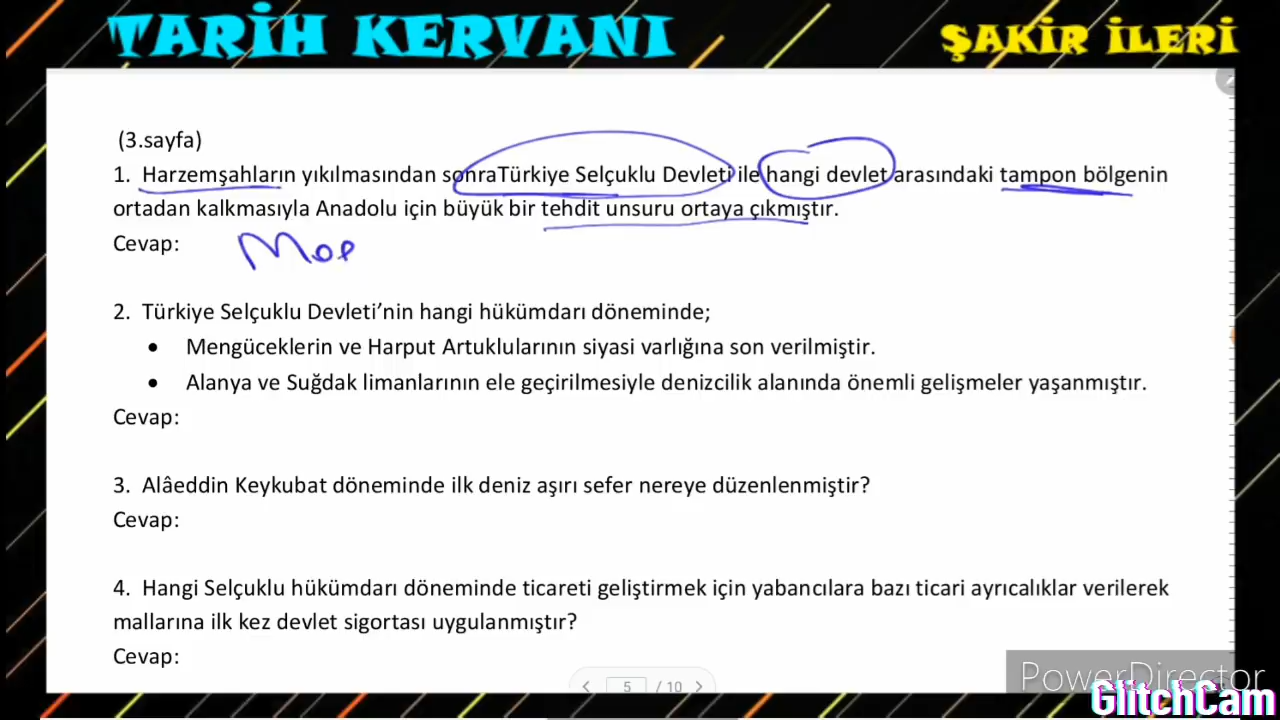 TARİH KERVANI
ŞAKİR İLERİ
(3.sayfa)
1. Harzemşahların yıkılmasından sonraTürkiye Selçuklu Devleti ile hangi devlet arasındaki tampon bölgenin
ortadan kalkmasıyla Anadolu için büyük bir tehdit unsuru ortaya çıkmıştır.
Cevap: Moğ
2. Türkiye Selçuklu Devleti’nin hangi hükümdarı döneminde;
• Mengüceklerin ve Harput Artuklularının siyasi varlığına son verilmiştir.
• Alanya ve Suğdak limanlarının ele geçirilmesiyle denizcilik alanında önemli gelişmeler yaşanmıştır.
Cevap:
3. Alâeddin Keykubat döneminde ilk deniz aşırı sefer nereye düzenlenmiştir?
Cevap:
4. Hangi Selçuklu hükümdarı döneminde ticareti geliştirmek için yabancılara bazı ticari ayrıcalıklar verilerek
mallarına ilk kez devlet sigortası uygulanmıştır?
Cevap:
5 / 10
PowerDirector
GlitchCam